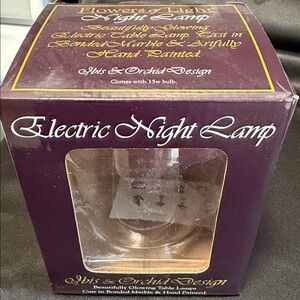 Flowers of Light
Night Lamp
Beautifully Glowing
Electric Table Lamp. Cast in
Bonded Marble & Artfully
Hand Painted.
Ibis & Orchid Design
Comes with 15w bulb.
Electric Night Lamp
Ibis & Orchid Design
Beautifully Glowing Table Lamps
Cast in Bonded Marble & Hand Painted